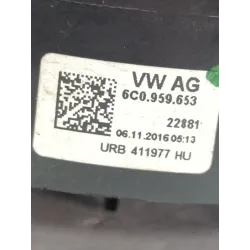 VW AG
6C0.959.653
22881
06.11.2016 05:13
URB 411977 HU